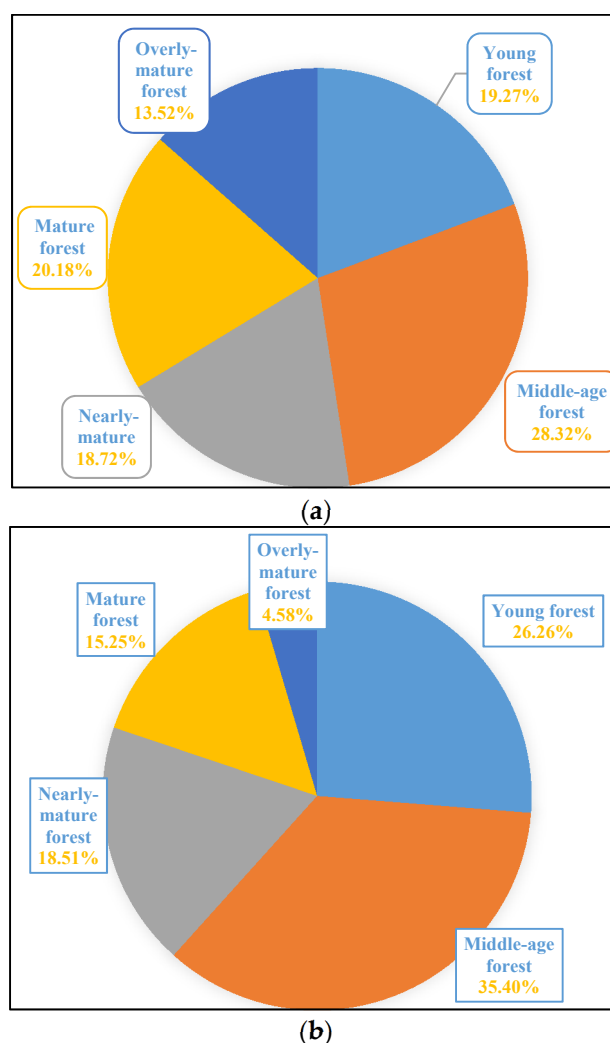 Overly-
mature
forest
13.52%
Young
forest
19.27%
Mature
forest
20.18%
Middle-age
forest
28.32%
Nearly-
mature
18.72%
(a)
Overly-
mature
forest
4.58%
Mature
forest
15.25%
Young forest
26.26%
Nearly-
mature
forest
18.51%
Middle-age
forest
35.40%
(b)